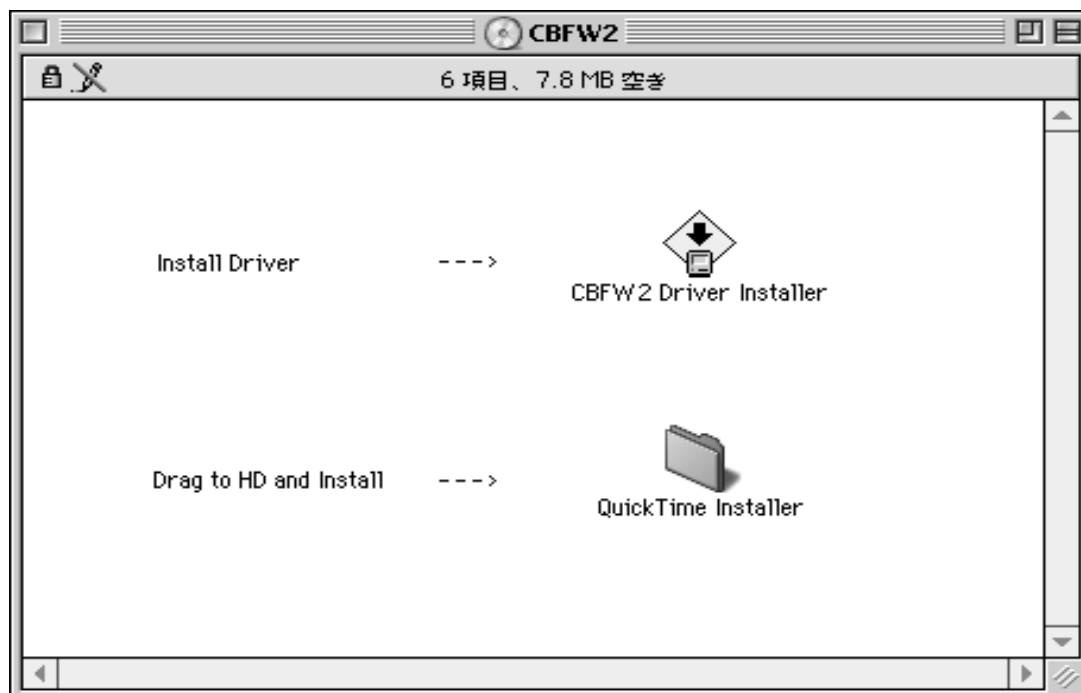 CBFW2
6 項目、7.8 MB 空き
Install Driver
--->
CBFW2 Driver Installer
Drag to HD and Install
--->
QuickTime Installer